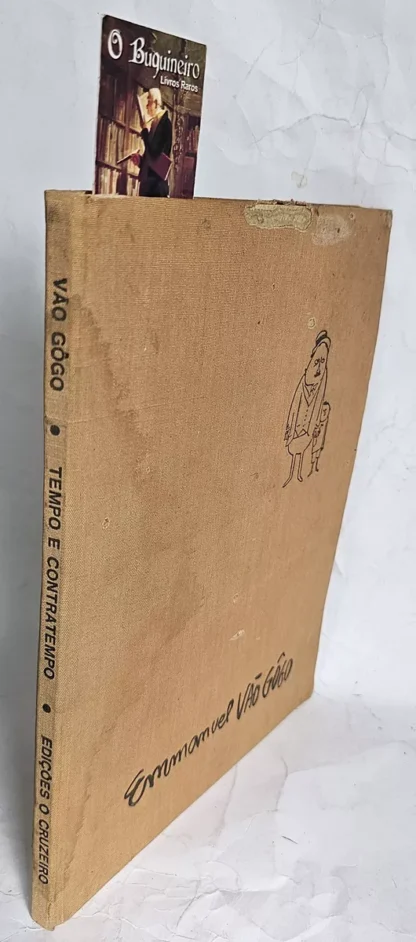 O Buquineiro
Livros Raros
VÃO GÔGO • TEMPO E CONTRATEMPO • EDIÇÕES O CRUZEIRO
Emmanuel VÃO GÔGO